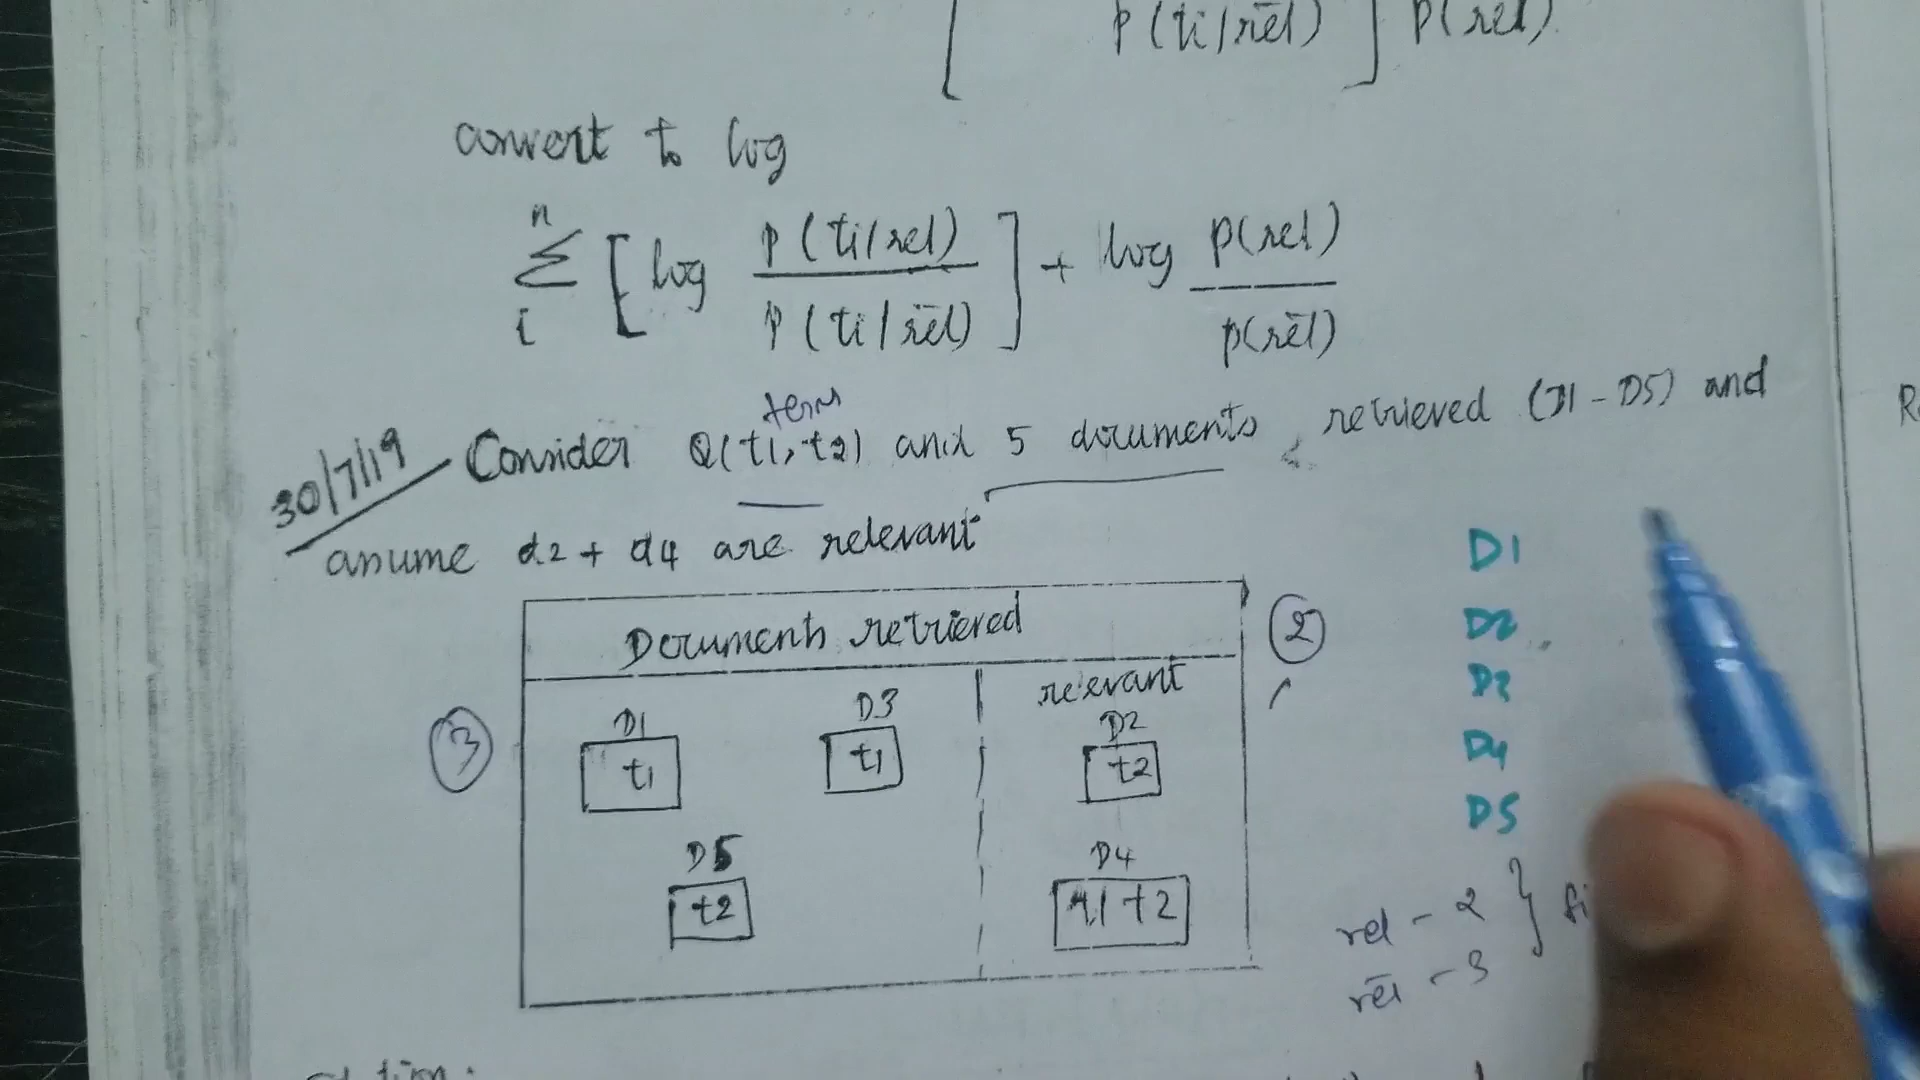 p(ti/rel̄) ] p(rel̄)
convert to log
n
Σ [ log p(ti/rel) / p(ti/rel̄) ] + log p(rel) / p(rel̄)
i
term
30/7/19 Consider Q(t1, t2) and 5 documents, retrieved (D1 - D5) and
assume d2 + d4 are relevant
Documents retrieved
2
relevant
3
D1 D3 D2
t1 t1 t2
D5 D4
t2 t1 t2
D1
D2
D3
D4
D5
rel - 2 }
rel̄ - 3